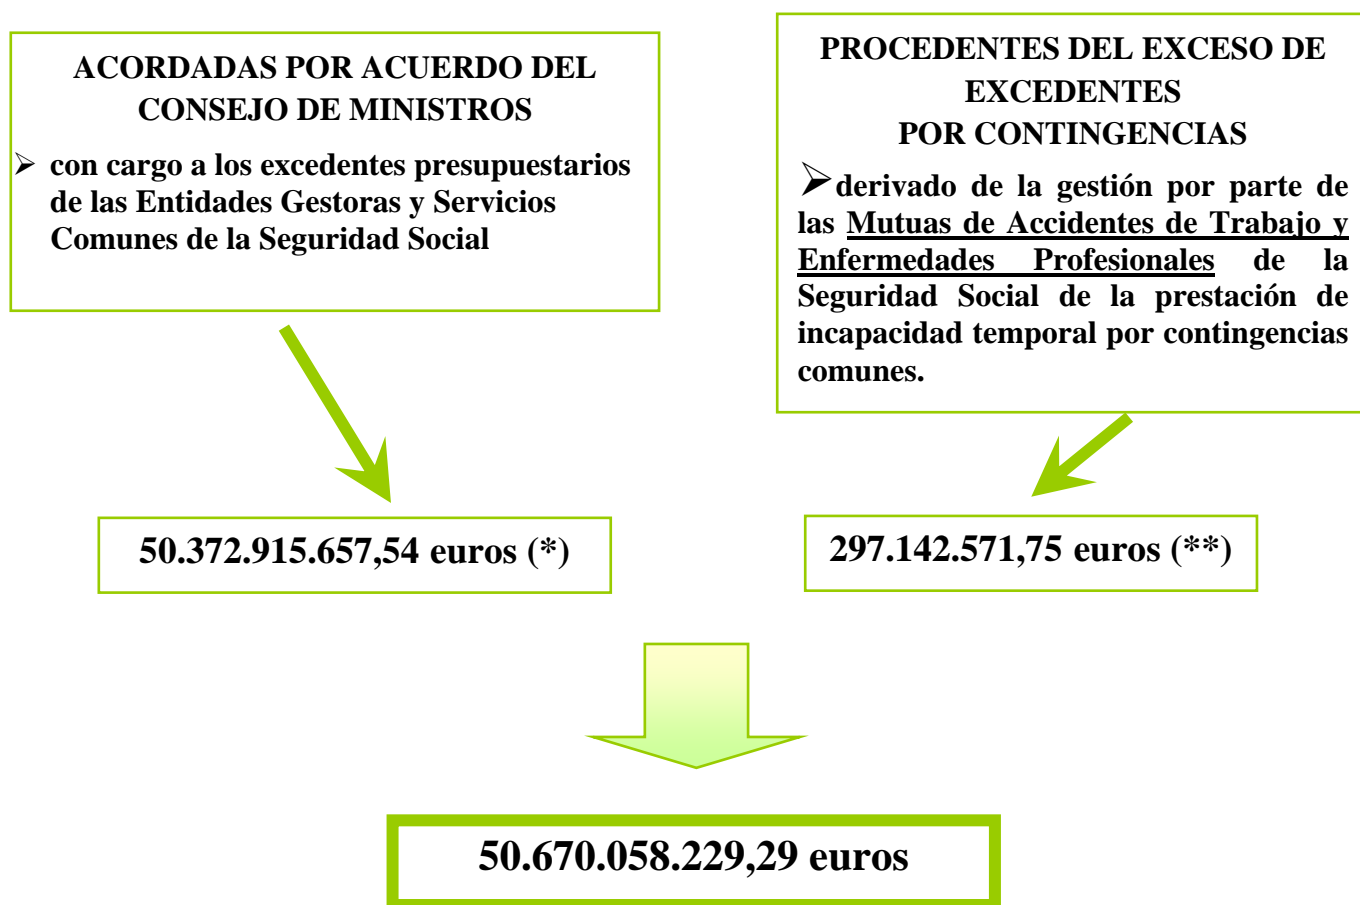 ACORDADAS POR ACUERDO DEL
CONSEJO DE MINISTROS
➢ con cargo a los excedentes presupuestarios
de las Entidades Gestoras y Servicios
Comunes de la Seguridad Social
PROCEDENTES DEL EXCESO DE
EXCEDENTES
POR CONTINGENCIAS
➢derivado de la gestión por parte de
las Mutuas de Accidentes de Trabajo y
Enfermedades Profesionales de la
Seguridad Social de la prestación de
incapacidad temporal por contingencias
comunes.
50.372.915.657,54 euros (*)
297.142.571,75 euros (**)
50.670.058.229,29 euros